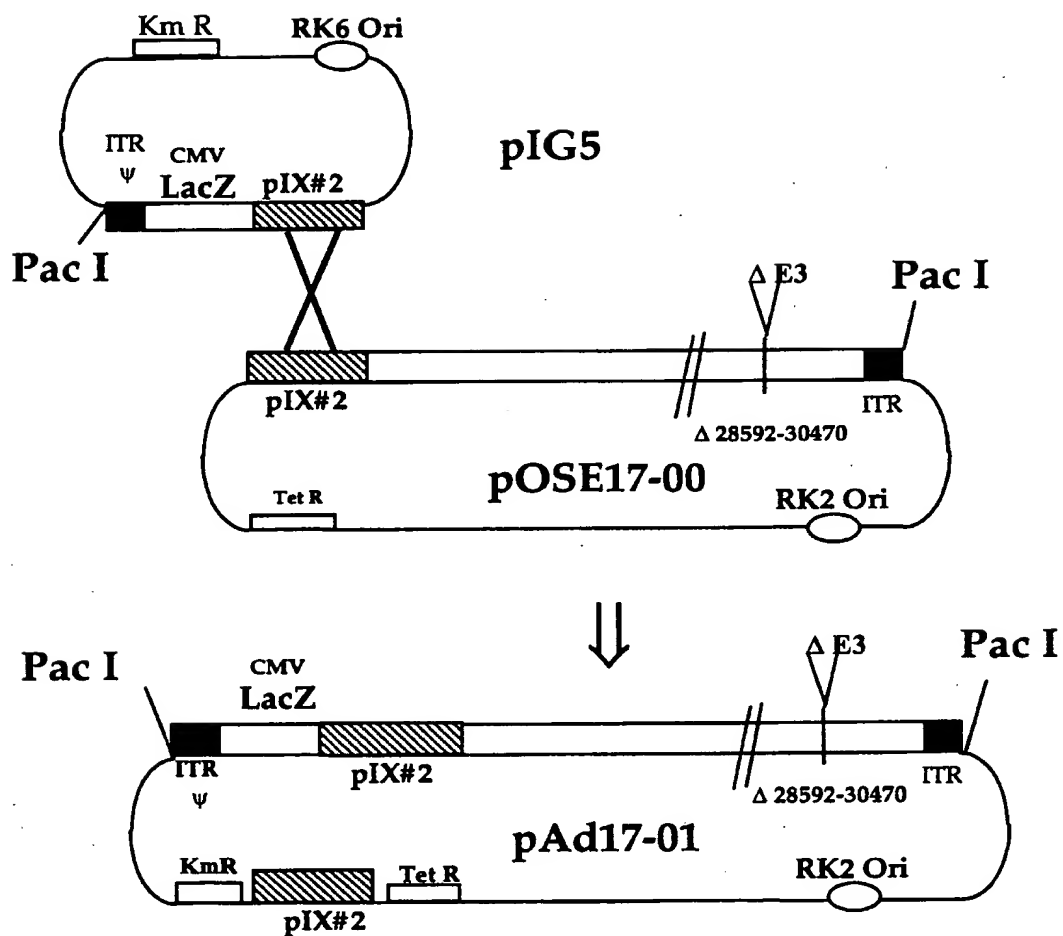 Km R
RK6 Ori
pIG5
ITR
Ψ
CMV
LacZ
pIX#2
Pac I
Δ E3
Pac I
pIX#2
ITR
Δ 28592-30470
pOSE17-00
Tet R
RK2 Ori
Pac I
CMV
LacZ
Δ E3
Pac I
ITR
Ψ
pIX#2
ITR
Δ 28592-30470
pAd17-01
KmR
pIX#2
Tet R
RK2 Ori